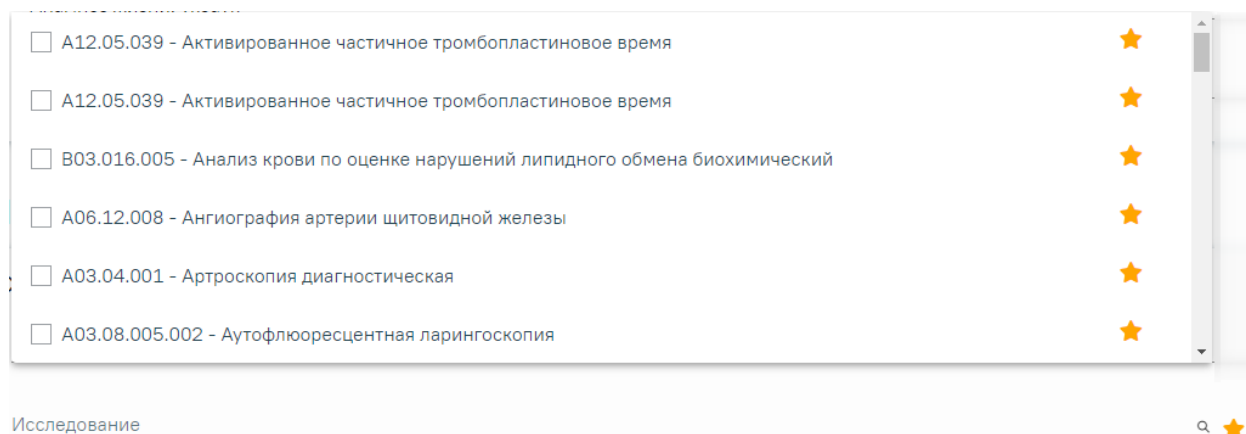 A12.05.039 - Активированное частичное тромбопластиновое время
A12.05.039 - Активированное частичное тромбопластиновое время
B03.016.005 - Анализ крови по оценке нарушений липидного обмена биохимический
A06.12.008 - Ангиография артерии щитовидной железы
A03.04.001 - Артроскопия диагностическая
A03.08.005.002 - Аутофлюоресцентная ларингоскопия
Исследование